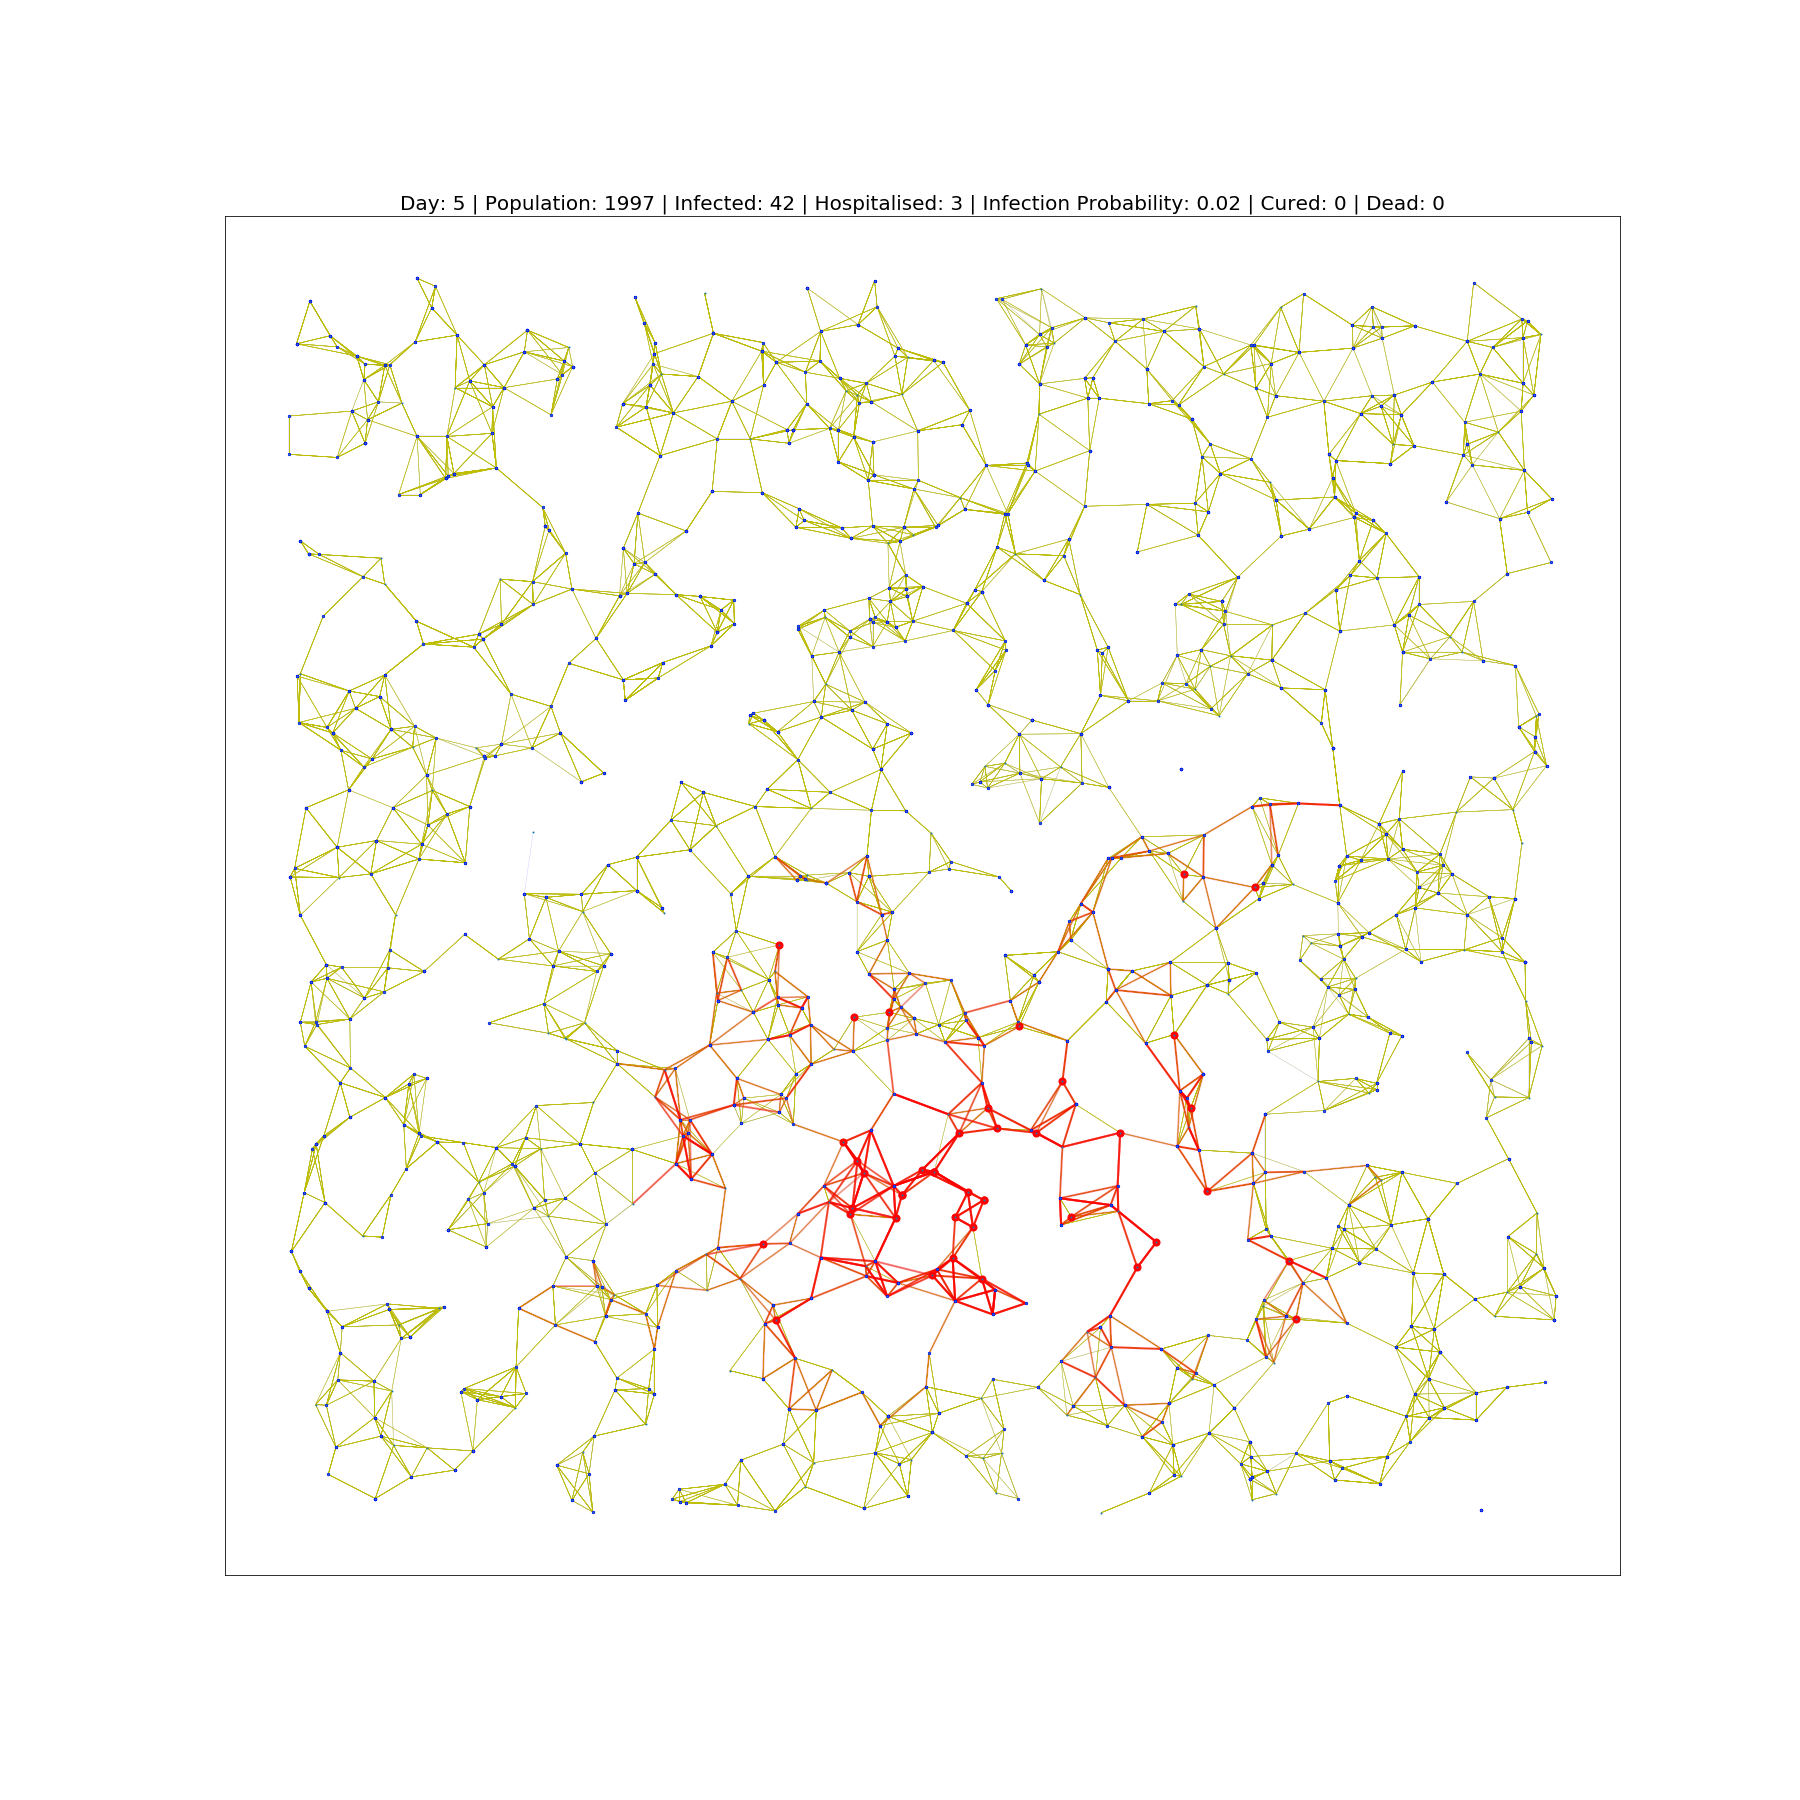 Day: 5 | Population: 1997 | Infected: 42 | Hospitalised: 3 | Infection Probability: 0.02 | Cured: 0 | Dead: 0